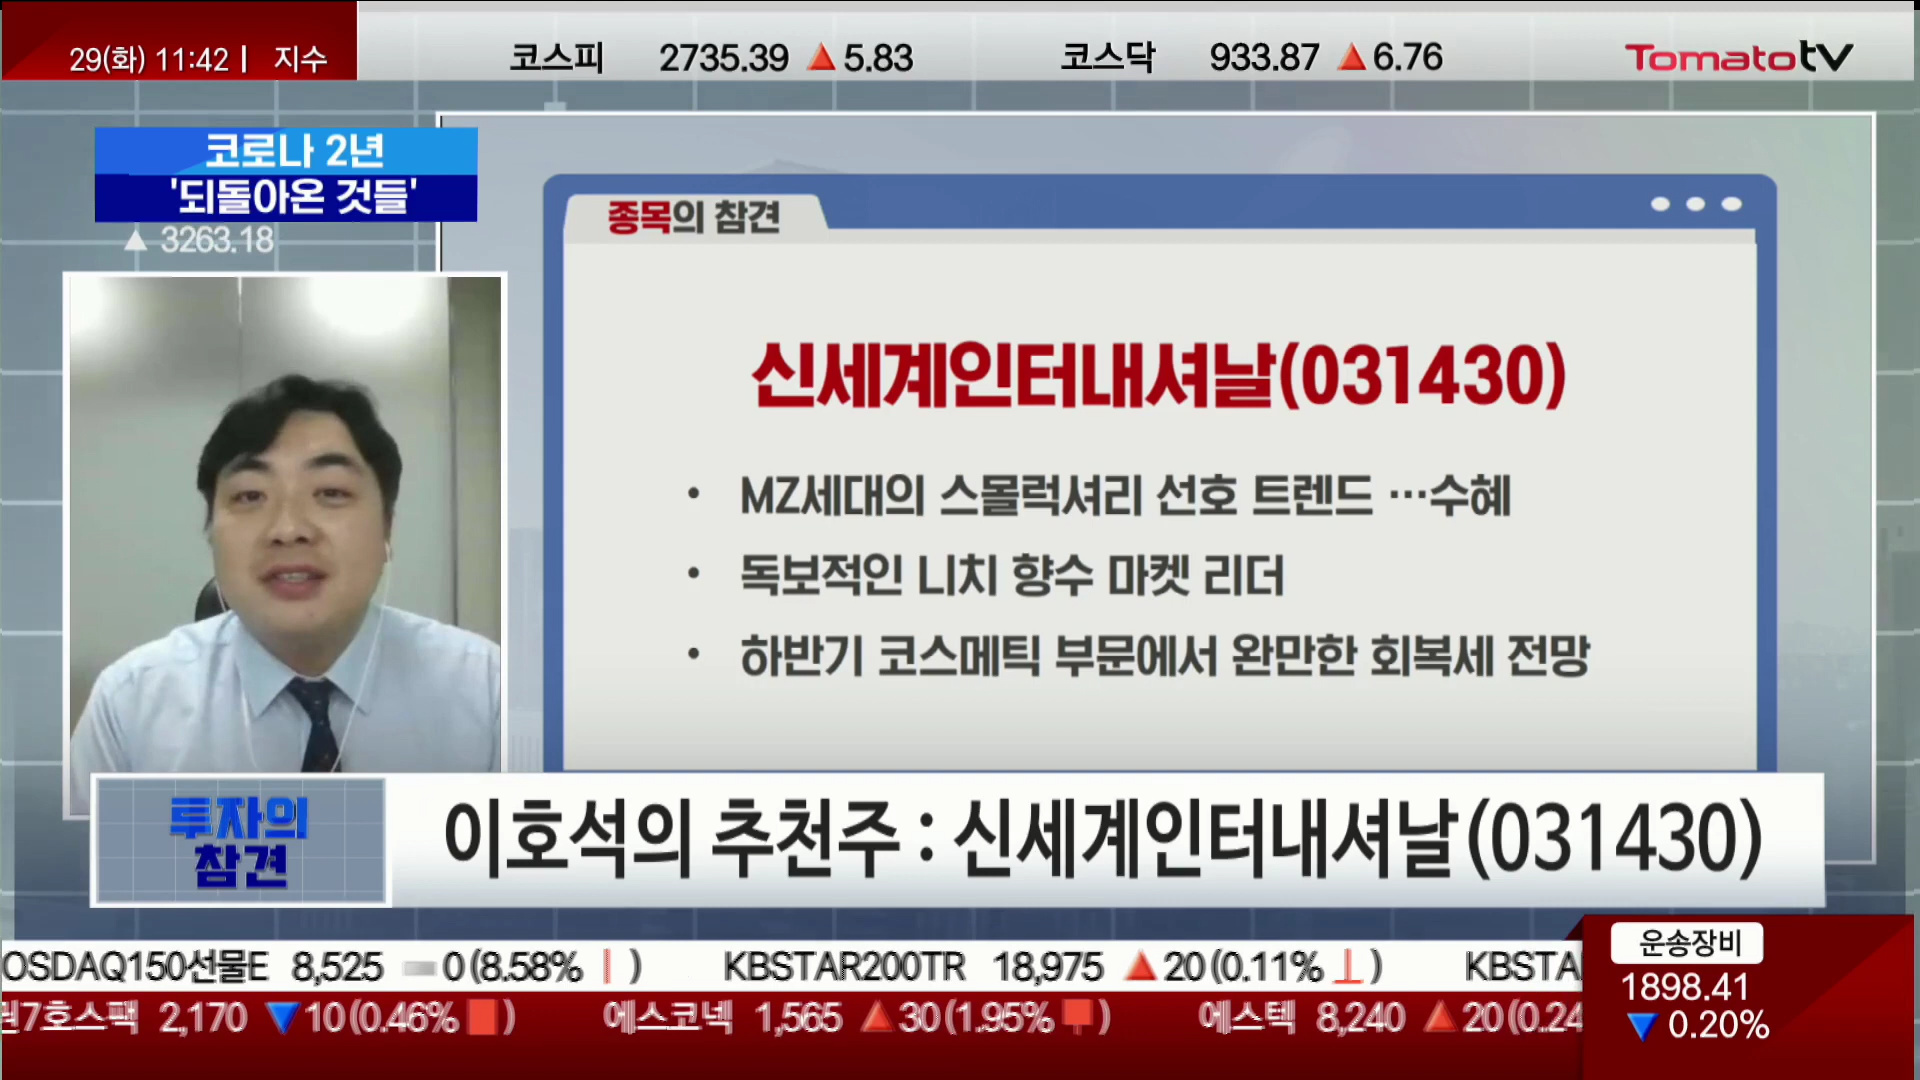 29(화) 11:42 | 지수 코스피 2735.39 ▲5.83 코스닥 933.87 ▲6.76 Tomatotv
코로나 2년
'되돌아온 것들'
▲ 3263.18
종목의 참견
신세계인터내셔날(031430)
• MZ세대의 스몰럭셔리 선호 트렌드 …수혜
• 독보적인 니치 향수 마켓 리더
• 하반기 코스메틱 부문에서 완만한 회복세 전망
투자의
참견
이호석의 추천주 : 신세계인터내셔날(031430)
OSDAQ150선물E 8,525 0(8.58% ) KBSTAR200TR 18,975 ▲20(0.11% ) KBSTA
7호스팩 2,170 ▼10(0.46% ) 에스코넥 1,565 ▲30(1.95% ) 에스텍 8,240 ▲20(0.24
운송장비
1898.41
▼ 0.20%